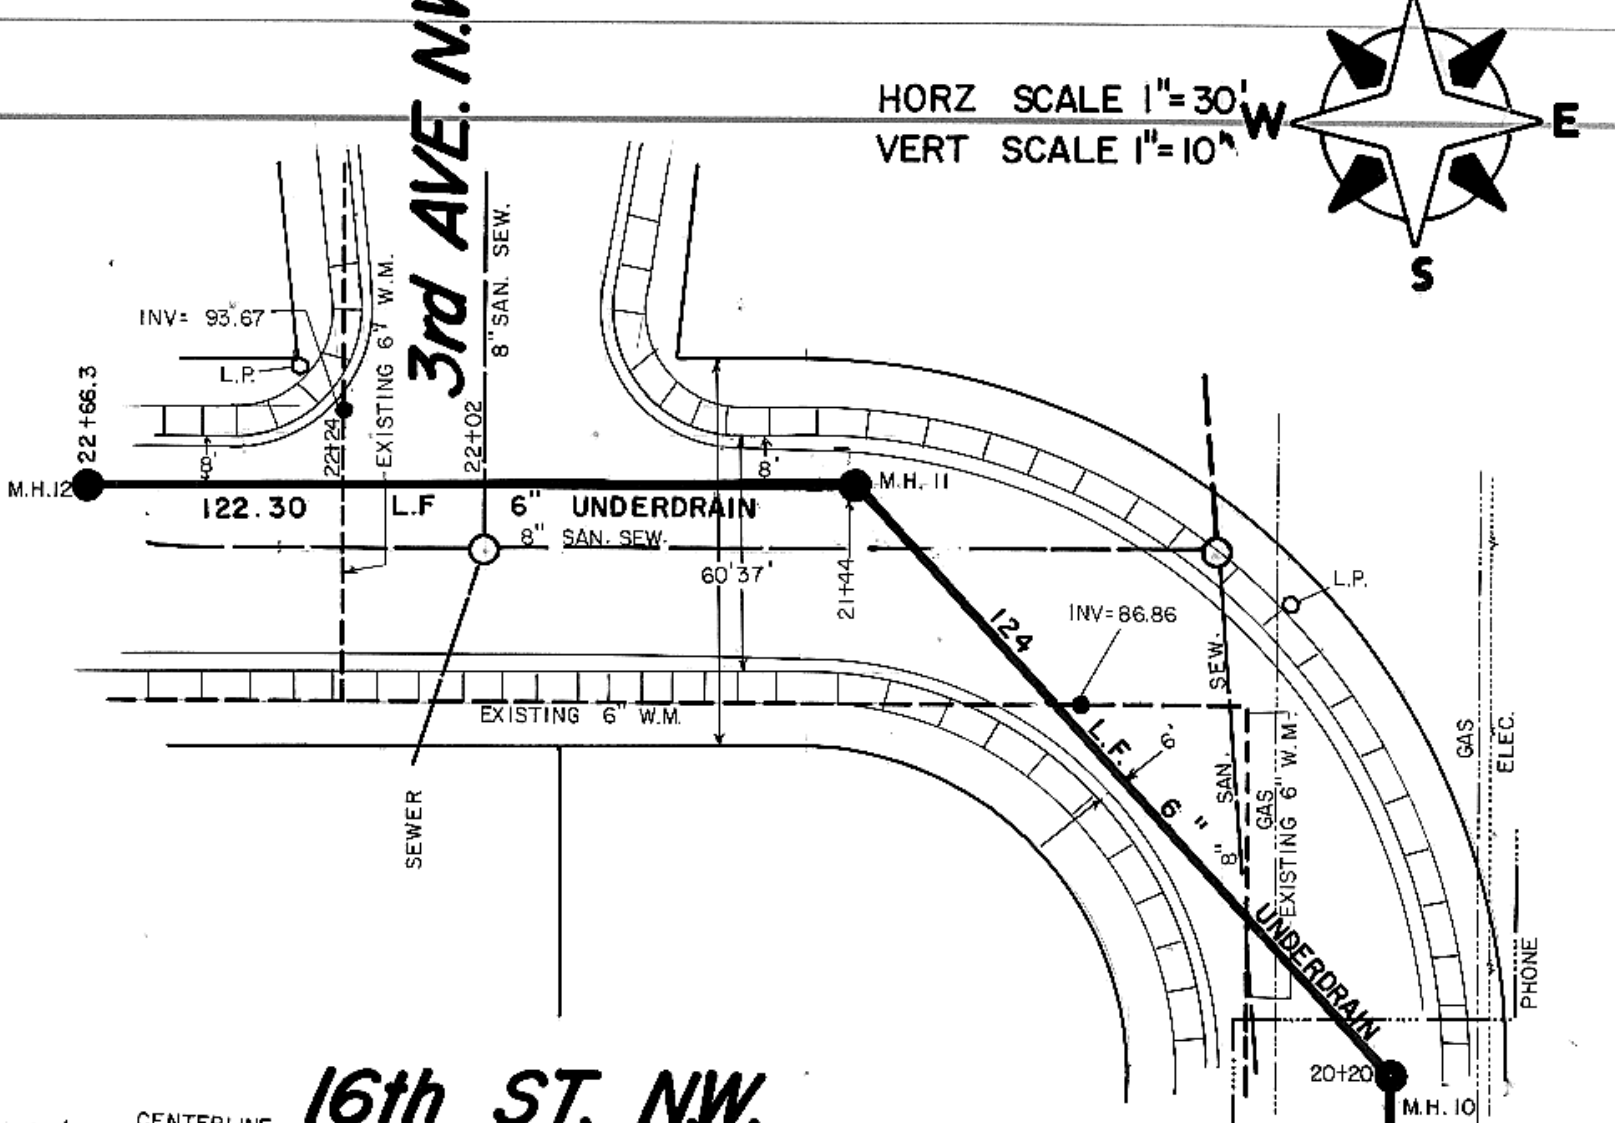 3rd AVE. N.W.
HORZ SCALE 1"=30'
VERT SCALE 1"=10'
W
E
S
INV= 93.67
L.P.
EXISTING 6" W.M.
8" SAN. SEW.
22+66.3
22+24
22+02
8'
8'
M.H.12
M.H. 11
122.30 L.F 6" UNDERDRAIN
8" SAN. SEW.
60' 37'
21+44
L.P.
124 L.F. 6" UNDERDRAIN
INV=86.86
EXISTING 6" W.M.
6'
8" SAN. SEW.
GAS
EXISTING 6" W.M.
GAS
ELEC.
SEWER
PHONE
20+20
M.H. 10
16th ST. N.W.
CENTERLINE